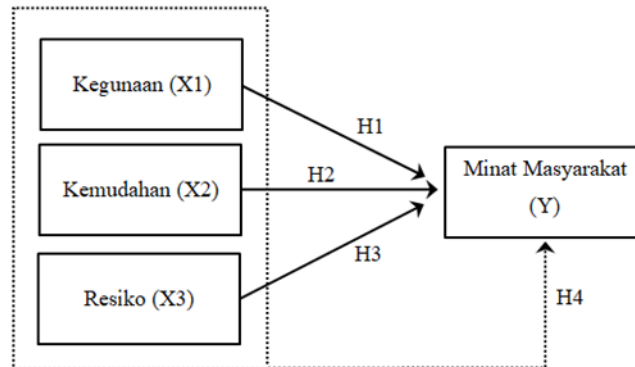 Kegunaan (X1)
H1
Kemudahan (X2)
H2
Minat Masyarakat
(Y)
H3
Resiko (X3)
H4